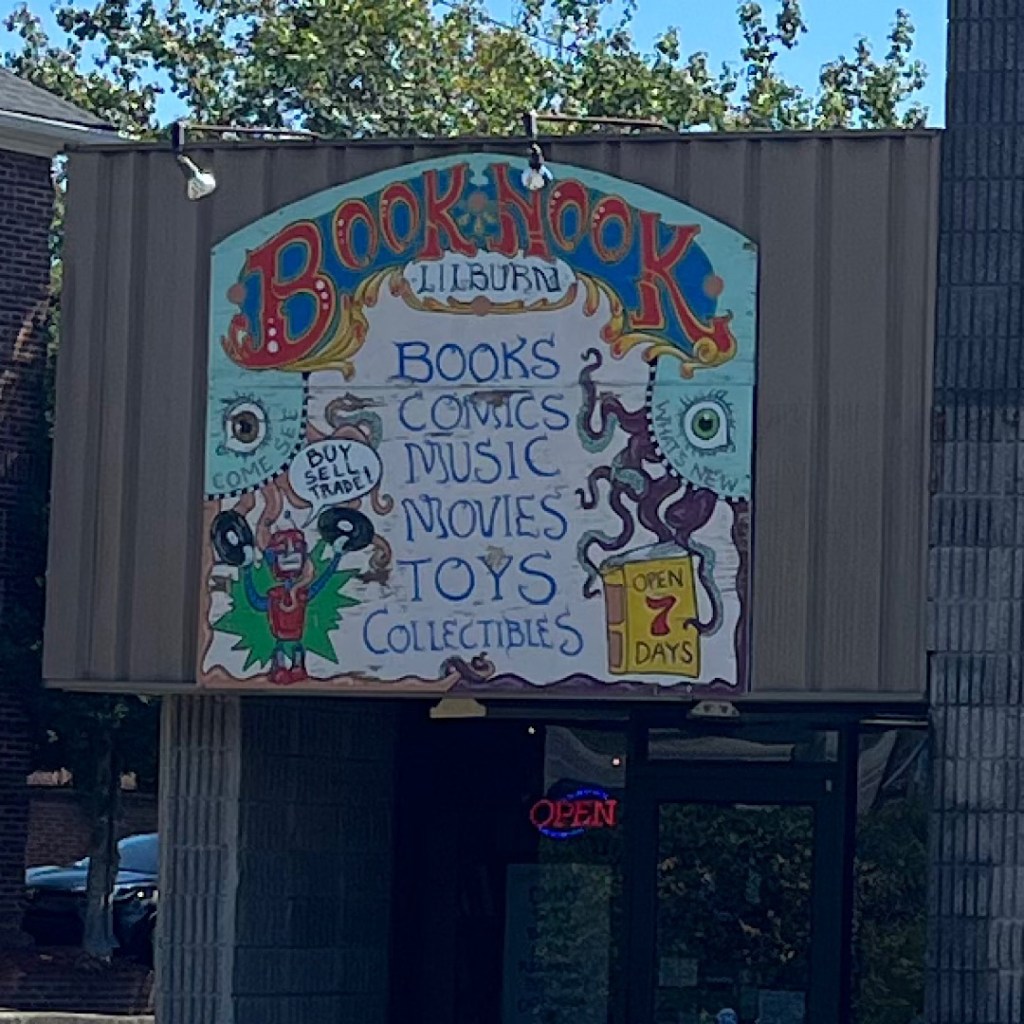 BOOK NOOK
LILBURN
BOOKS
COMICS
MUSIC
MOVIES
TOYS
COLLECTIBLES
COME SEE
WHAT'S NEW
BUY
SELL
TRADE!
OPEN
7
DAYS
OPEN